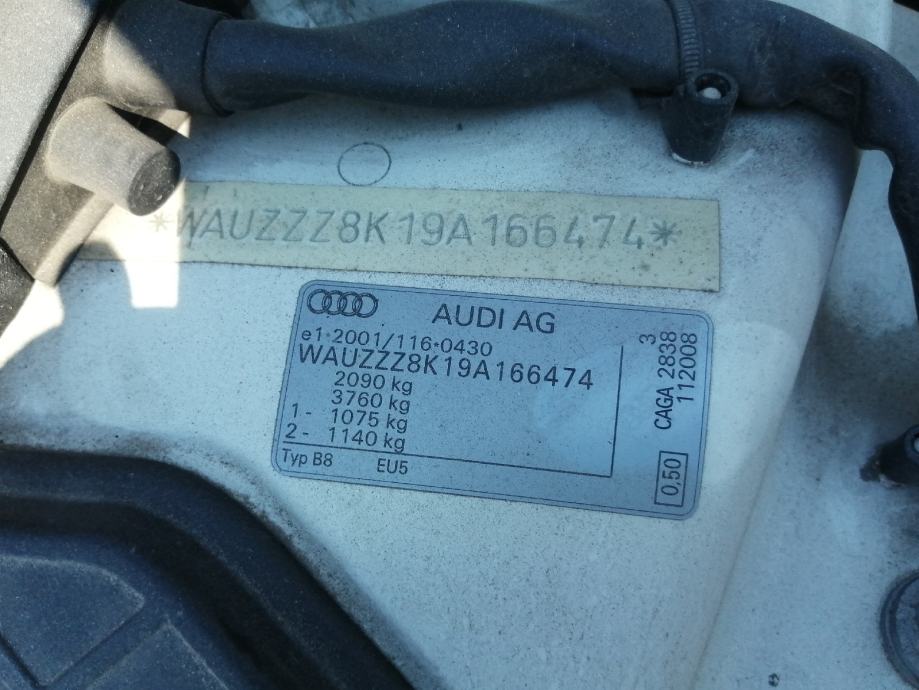 *WAUZZZ8K19A166474*
AUDI AG
e1*2001/116*0430
WAUZZZ8K19A166474
2090 kg
3760 kg
1- 1075 kg
2- 1140 kg
Typ B8 EU5
3
CAGA 2838
112008
0,50